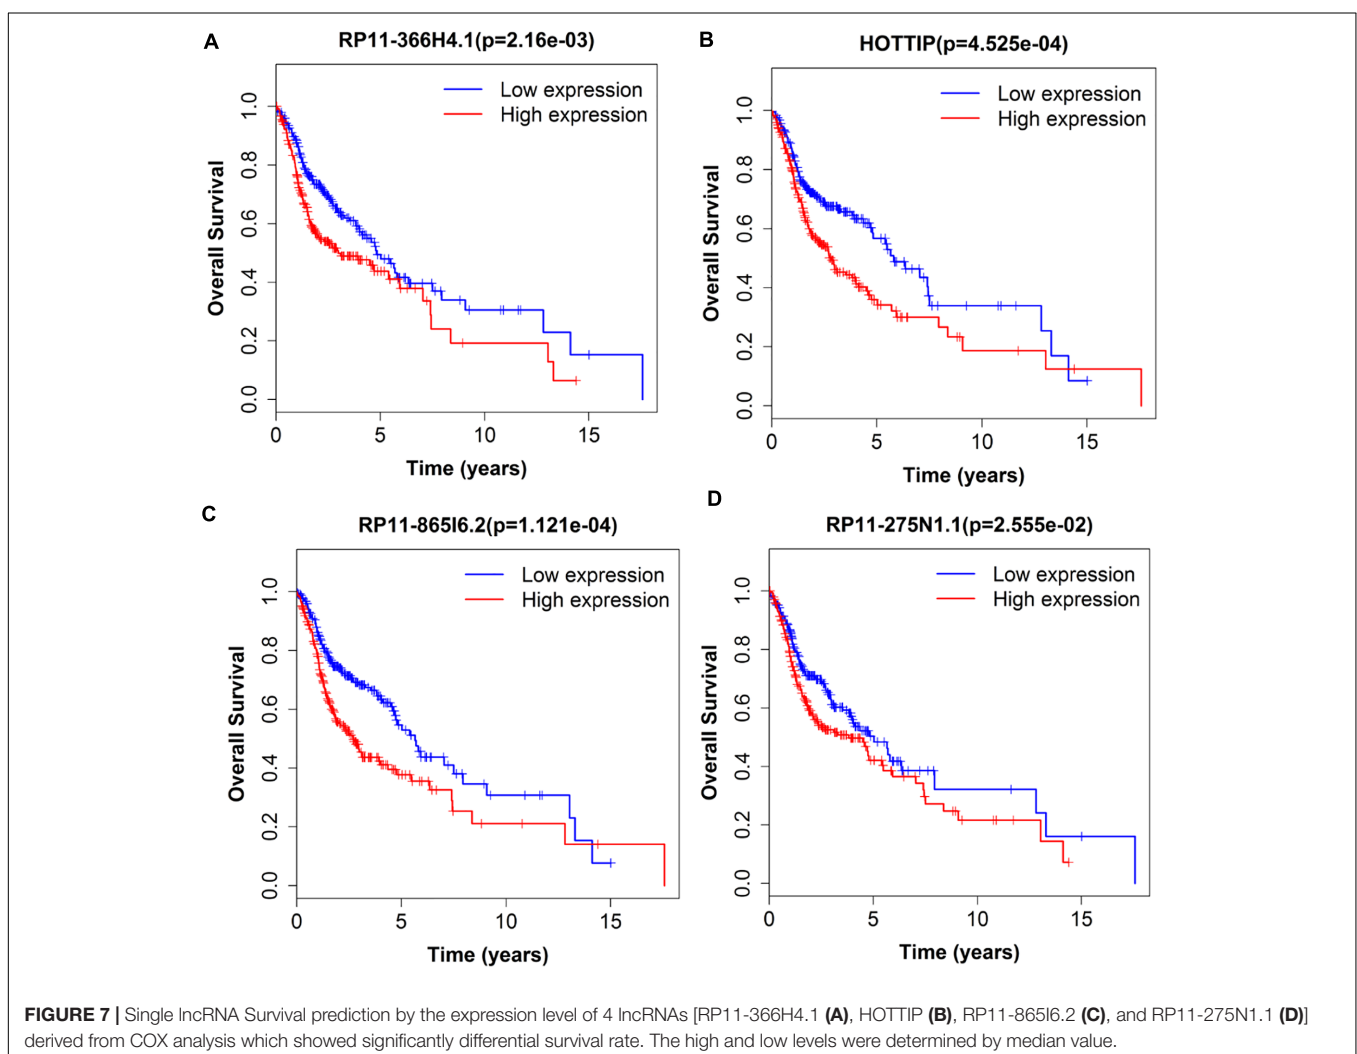 A
RP11-366H4.1(p=2.16e-03)
Low expression
High expression
Overall Survival
1.0
0.8
0.6
0.4
0.2
0.0
0 5 10 15
Time (years)
B
HOTTIP(p=4.525e-04)
Low expression
High expression
Overall Survival
1.0
0.8
0.6
0.4
0.2
0.0
0 5 10 15
Time (years)
C
RP11-865I6.2(p=1.121e-04)
Low expression
High expression
Overall Survival
1.0
0.8
0.6
0.4
0.2
0.0
0 5 10 15
Time (years)
D
RP11-275N1.1(p=2.555e-02)
Low expression
High expression
Overall Survival
1.0
0.8
0.6
0.4
0.2
0.0
0 5 10 15
Time (years)
FIGURE 7 | Single lncRNA Survival prediction by the expression level of 4 lncRNAs [RP11-366H4.1 (A), HOTTIP (B), RP11-865I6.2 (C), and RP11-275N1.1 (D)]
derived from COX analysis which showed significantly differential survival rate. The high and low levels were determined by median value.